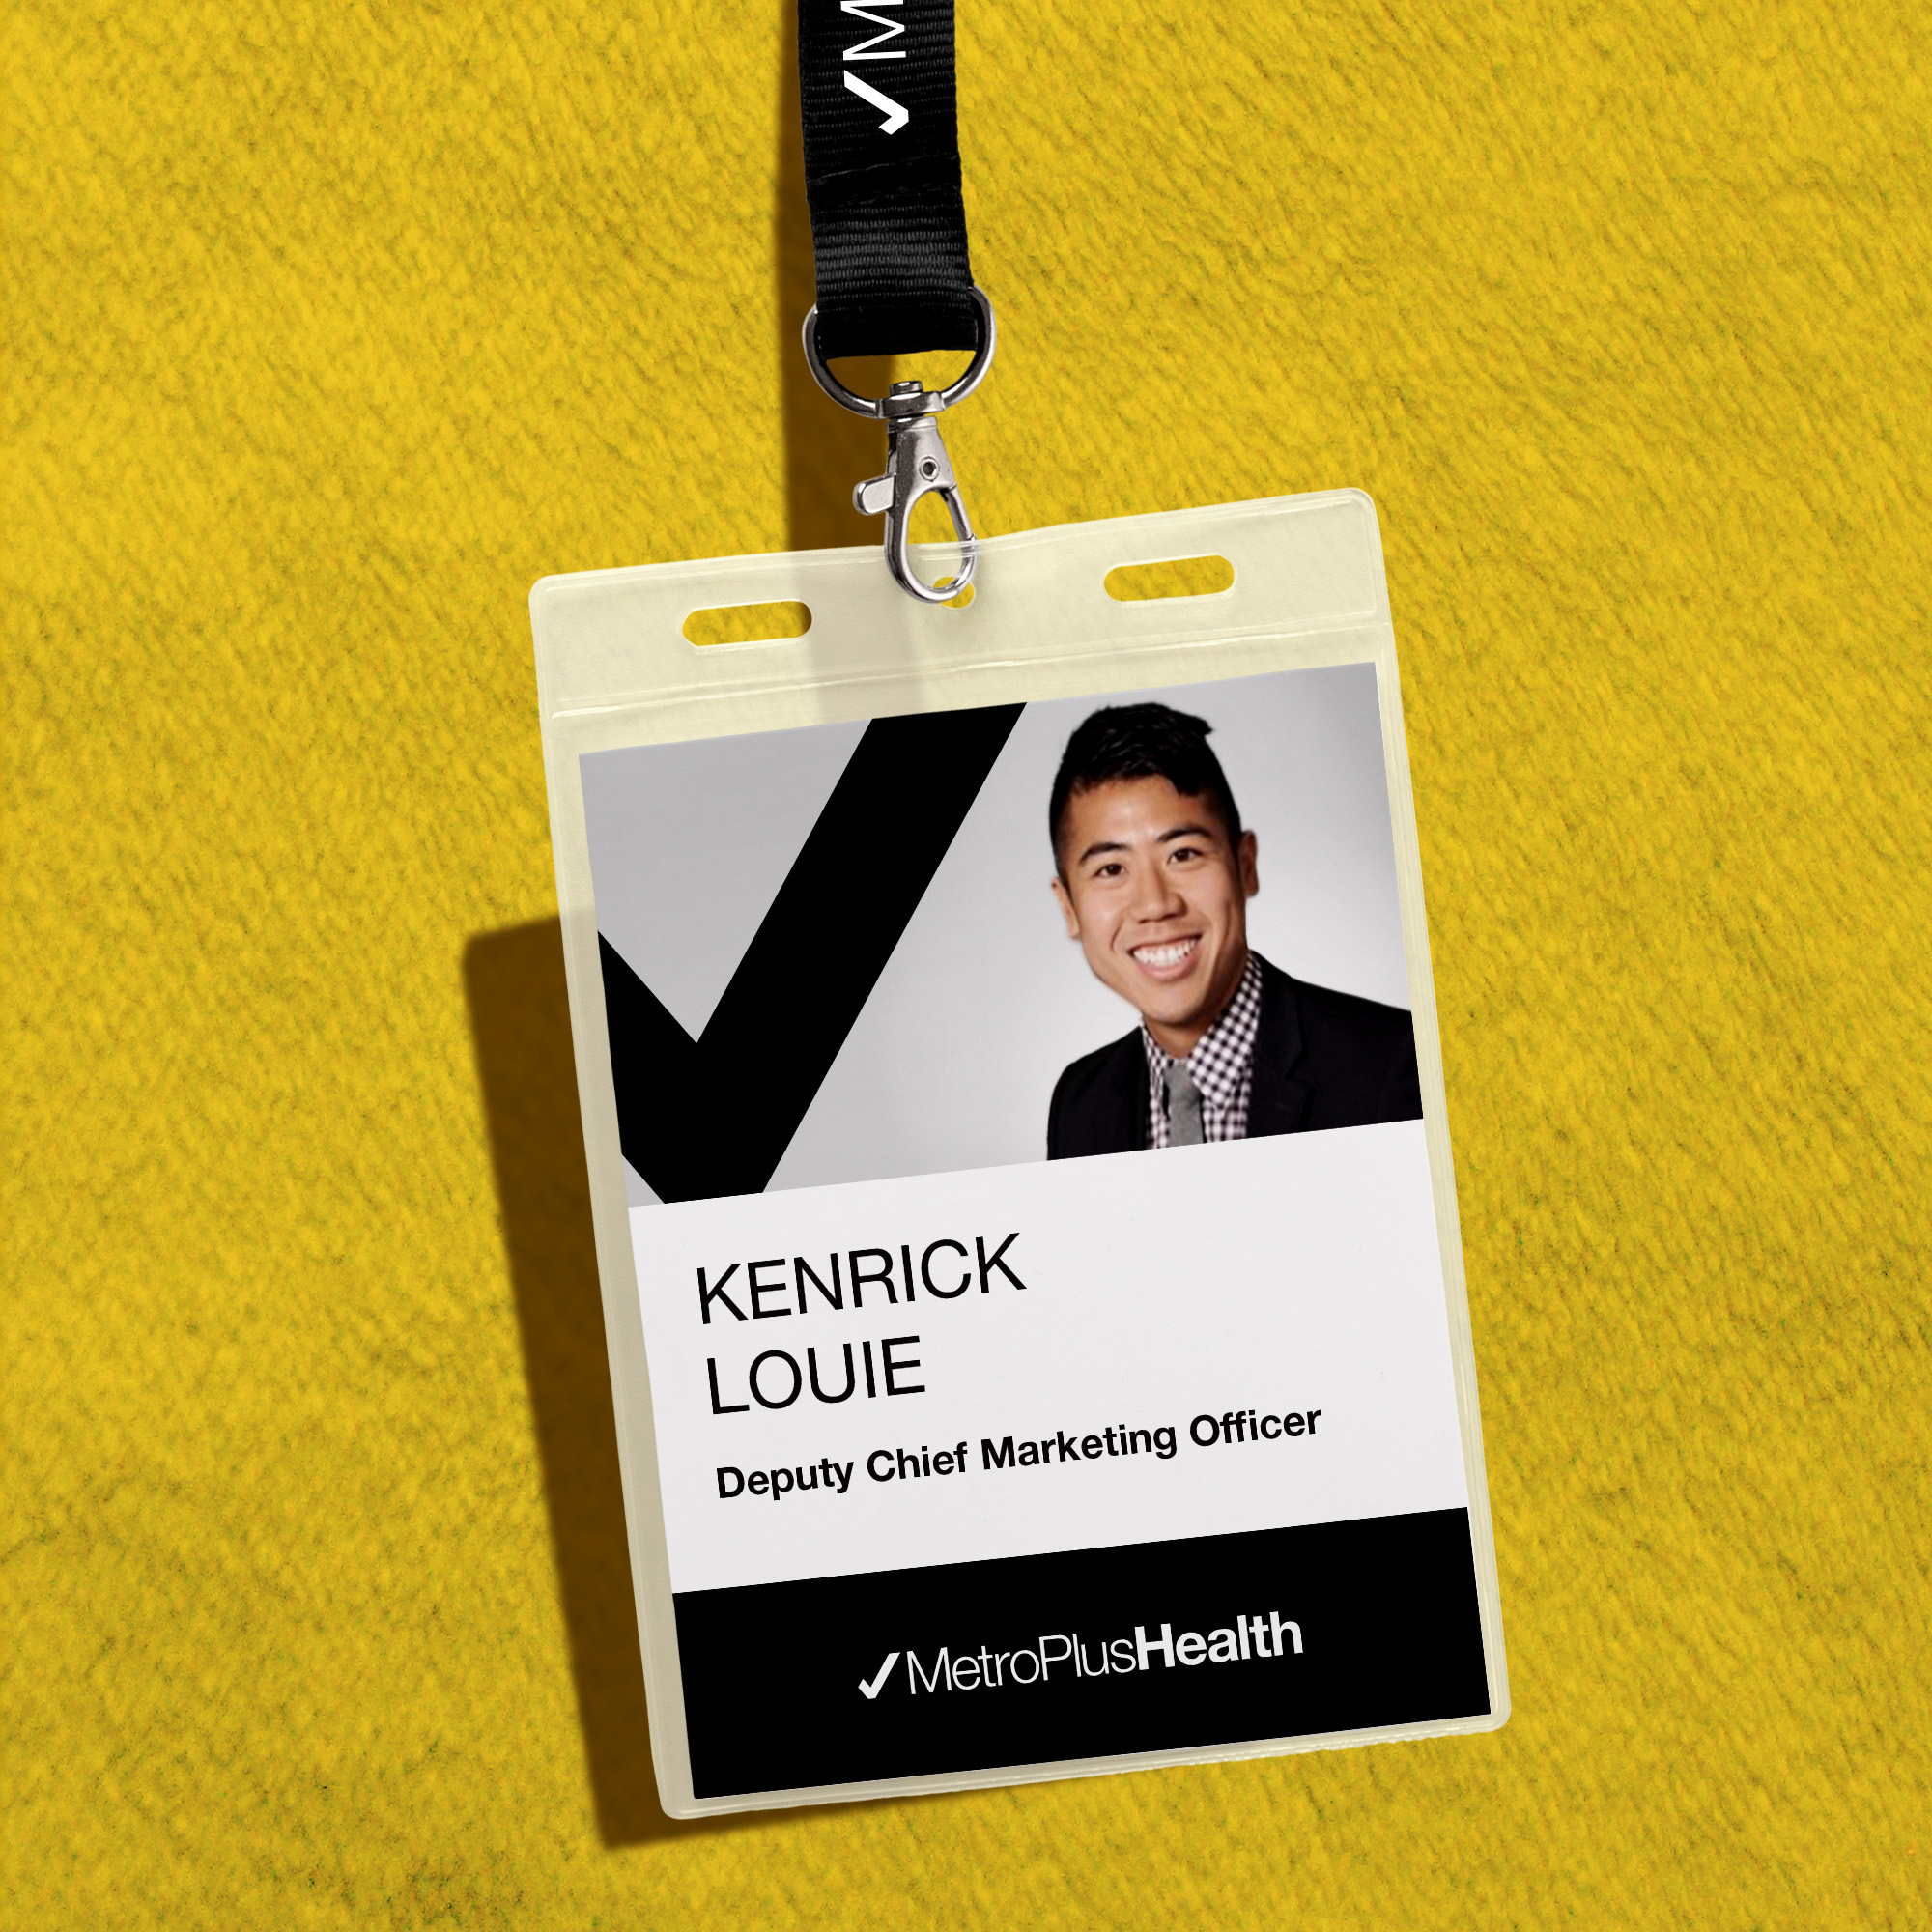 ✓M
KENRICK
LOUIE
Deputy Chief Marketing Officer
✓MetroPlusHealth